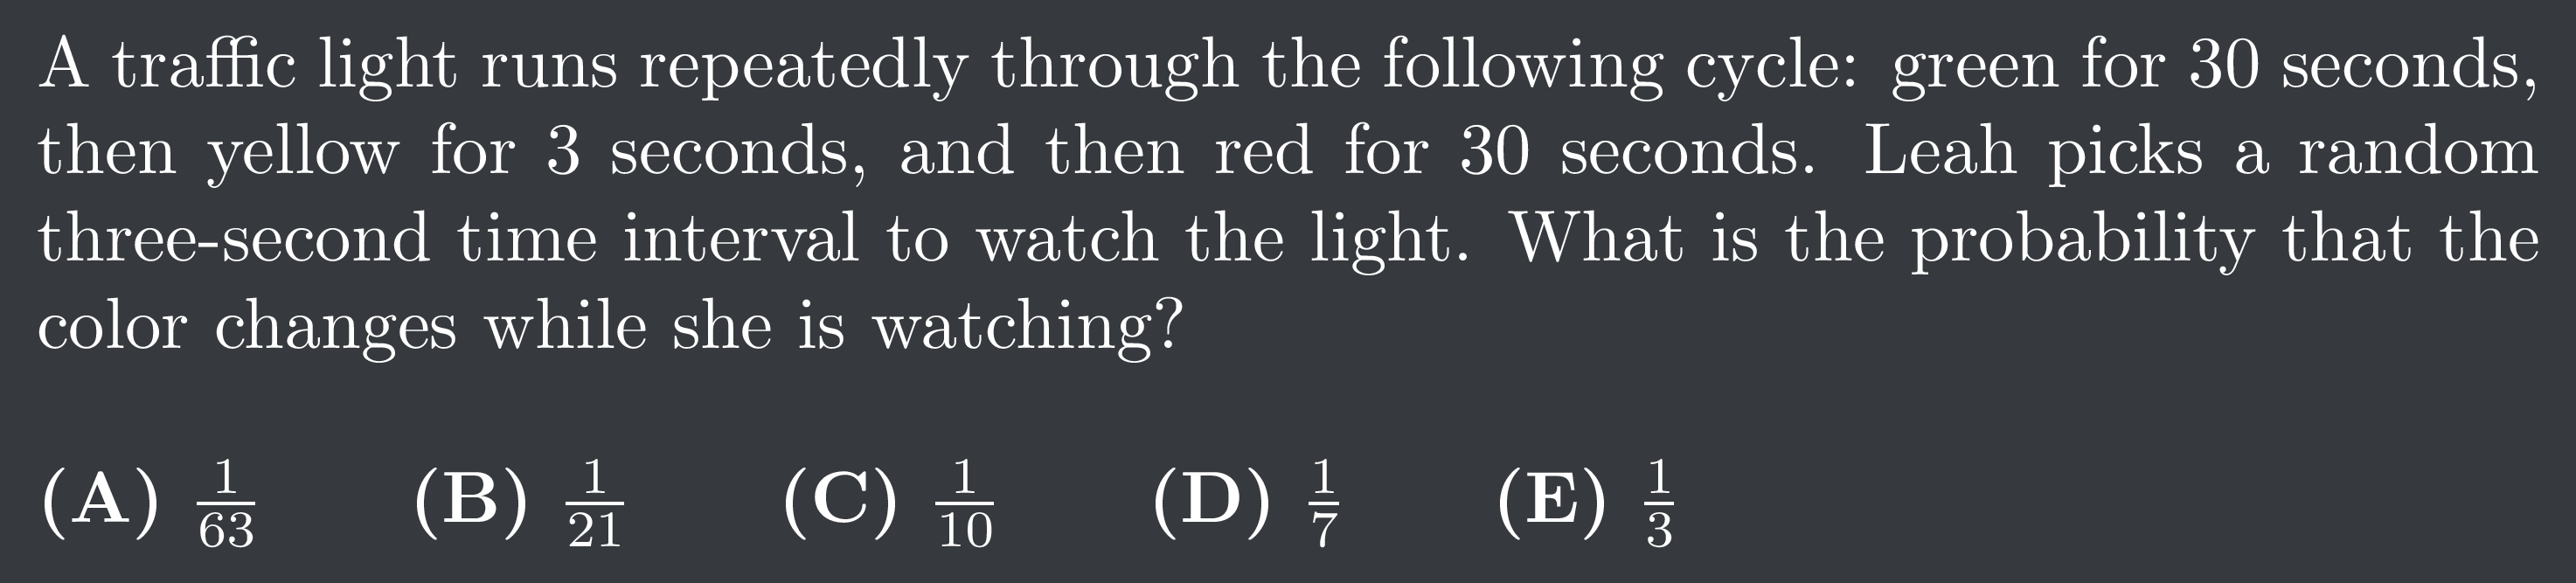 A traffic light runs repeatedly through the following cycle: green for 30 seconds,
then yellow for 3 seconds, and then red for 30 seconds. Leah picks a random
three-second time interval to watch the light. What is the probability that the
color changes while she is watching?
(A) 1/63 (B) 1/21 (C) 1/10 (D) 1/7 (E) 1/3